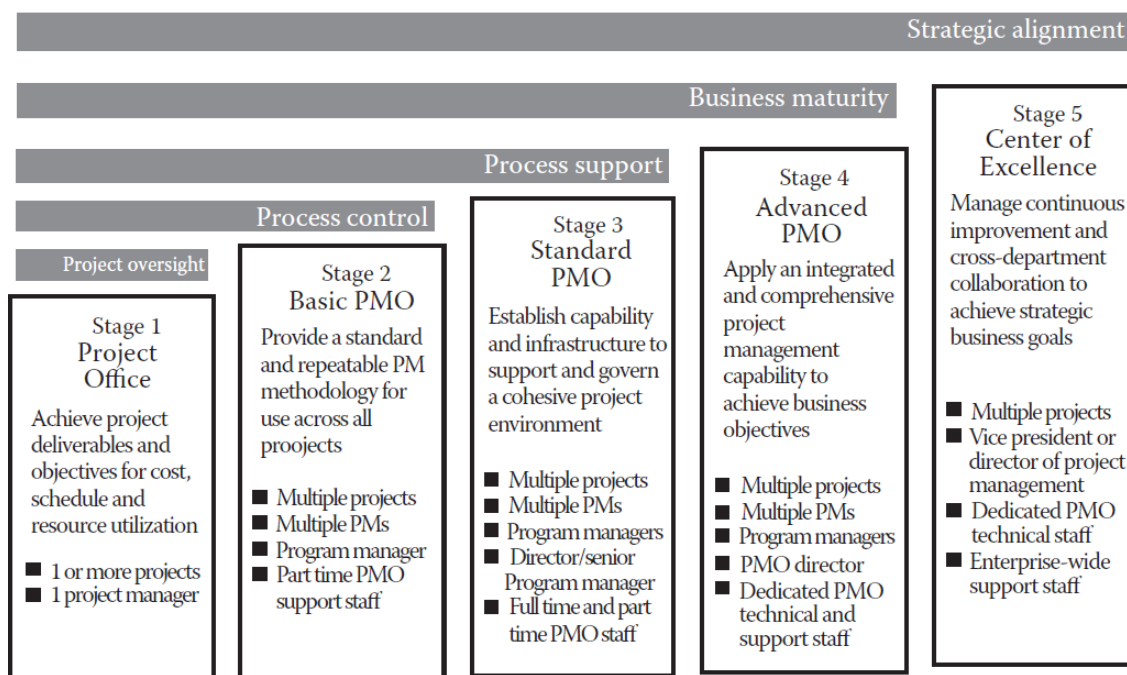 Strategic alignment
Business maturity
Process support
Process control
Project oversight
Stage 1
Project
Office
Achieve project
deliverables and
objectives for cost,
schedule and
resource utilization
■ 1 or more projects
■ 1 project manager
Stage 2
Basic PMO
Provide a standard
and repeatable PM
methodology for
use across all
proojects
■ Multiple projects
■ Multiple PMs
■ Program manager
■ Part time PMO
support staff
Stage 3
Standard
PMO
Establish capability
and infrastructure to
support and govern
a cohesive project
environment
■ Multiple projects
■ Multiple PMs
■ Program managers
■ Director/senior
Program manager
■ Full time and part
time PMO staff
Stage 4
Advanced
PMO
Apply an integrated
and comprehensive
project
management
capability to
achieve business
objectives
■ Multiple projects
■ Multiple PMs
■ Program managers
■ PMO director
■ Dedicated PMO
technical and
support staff
Stage 5
Center of
Excellence
Manage continuous
improvement and
cross-department
collaboration to
achieve strategic
business goals
■ Multiple projects
■ Vice president or
director of project
management
■ Dedicated PMO
technical staff
■ Enterprise-wide
support staff